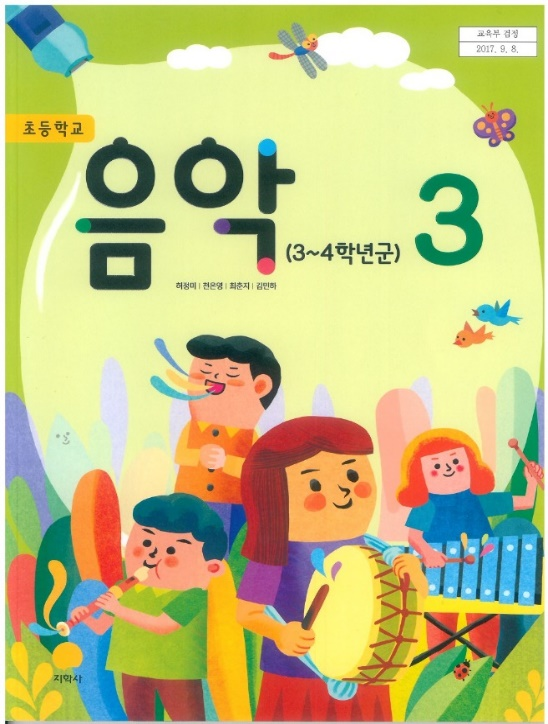 교육부 검정
2017. 9. 8.
초등학교
음악
(3~4학년군)
3
허정미 | 전은영 | 최춘지 | 김민하
지학사